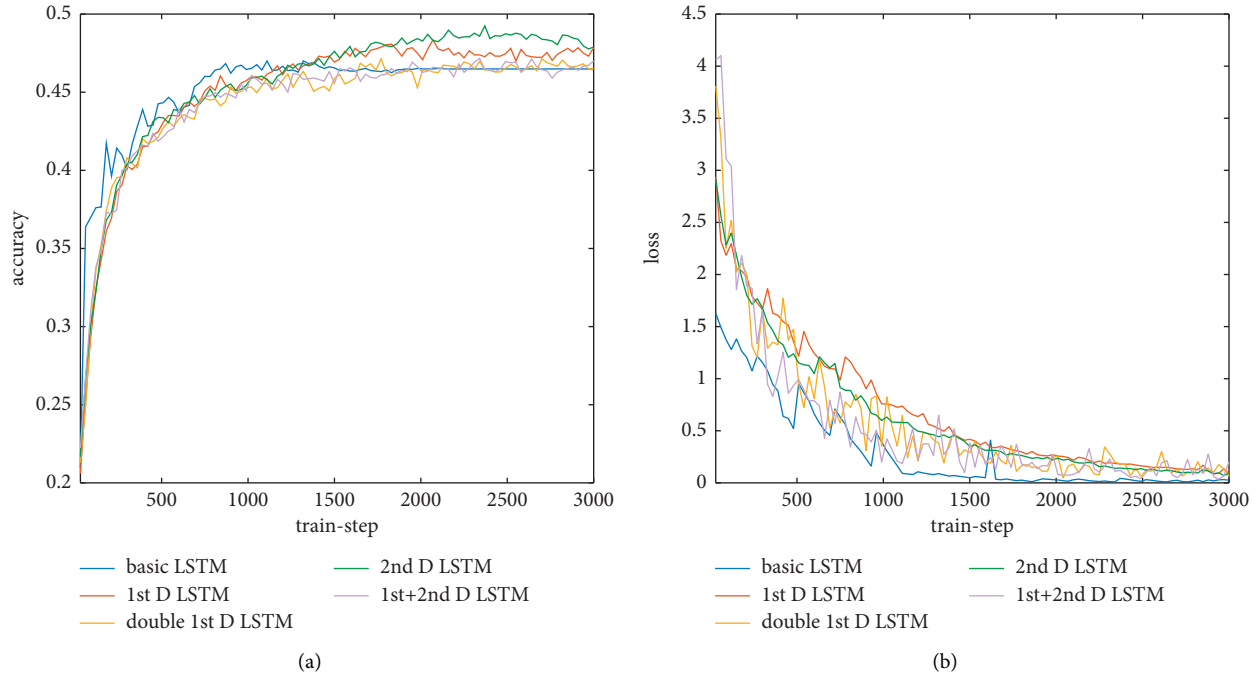 0.5
0.45
0.4
0.35
0.3
0.25
0.2
accuracy
500 1000 1500 2000 2500 3000
train-step
basic LSTM
1st D LSTM
double 1st D LSTM
2nd D LSTM
1st+2nd D LSTM
(a)
4.5
4
3.5
3
2.5
2
1.5
1
0.5
0
loss
500 1000 1500 2000 2500 3000
train-step
basic LSTM
1st D LSTM
double 1st D LSTM
2nd D LSTM
1st+2nd D LSTM
(b)